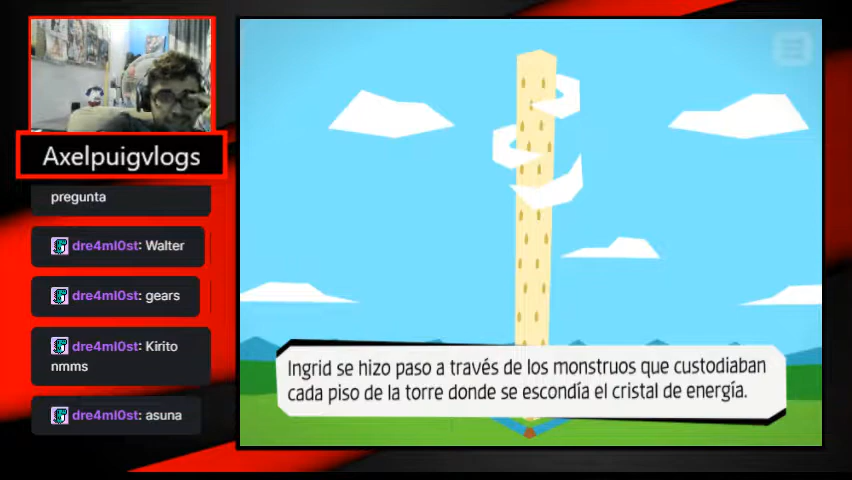 Axelpuigvlogs
pregunta
dre4ml0st: Walter
dre4ml0st: gears
dre4ml0st: Kirito
nmms
dre4ml0st: asuna
Ingrid se hizo paso a través de los monstruos que custodiaban
cada piso de la torre donde se escondía el cristal de energía.